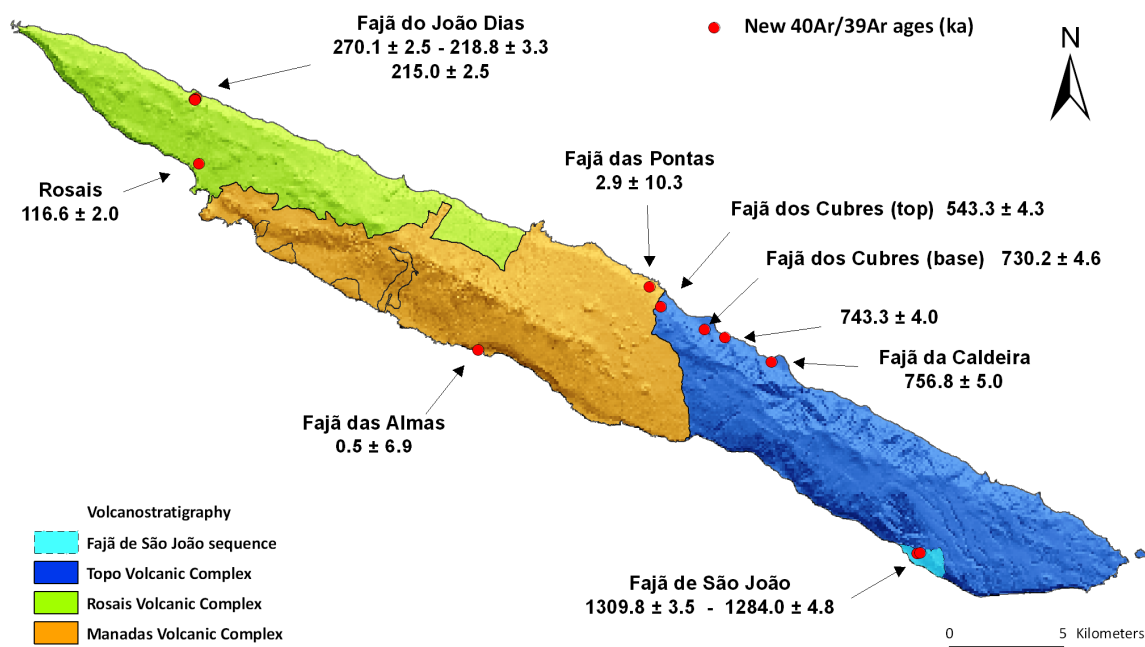 Fajã do João Dias
270.1 ± 2.5 - 218.8 ± 3.3
215.0 ± 2.5
New 40Ar/39Ar ages (ka)
N
Rosais
116.6 ± 2.0
Fajã das Pontas
2.9 ± 10.3
Fajã dos Cubres (top) 543.3 ± 4.3
Fajã dos Cubres (base) 730.2 ± 4.6
743.3 ± 4.0
Fajã da Caldeira
756.8 ± 5.0
Fajã das Almas
0.5 ± 6.9
Fajã de São João
1309.8 ± 3.5 - 1284.0 ± 4.8
Volcanostratigraphy
Fajã de São João sequence
Topo Volcanic Complex
Rosais Volcanic Complex
Manadas Volcanic Complex
0 5 Kilometers